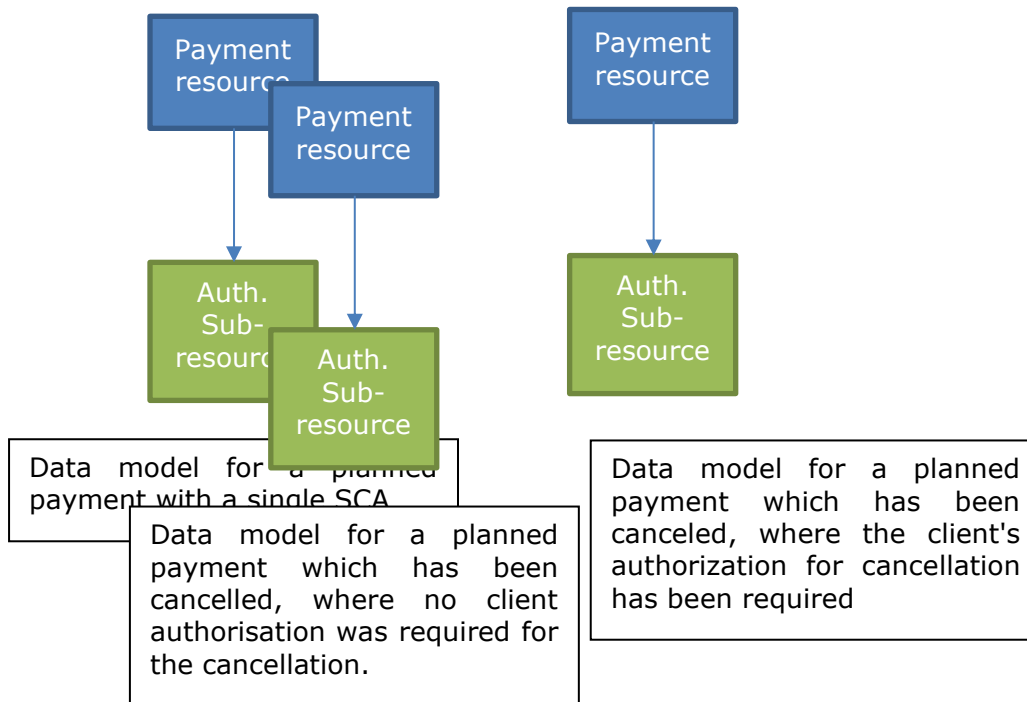 Payment
resource
Payment
resource
Auth.
Sub-
resource
Auth.
Sub-
resource
Data model for a planned
payment with a single SCA
Data model for a planned
payment which has been
cancelled, where no client
authorisation was required for
the cancellation.
Payment
resource
Auth.
Sub-
resource
Data model for a planned
payment which has been
canceled, where the client's
authorization for cancellation
has been required